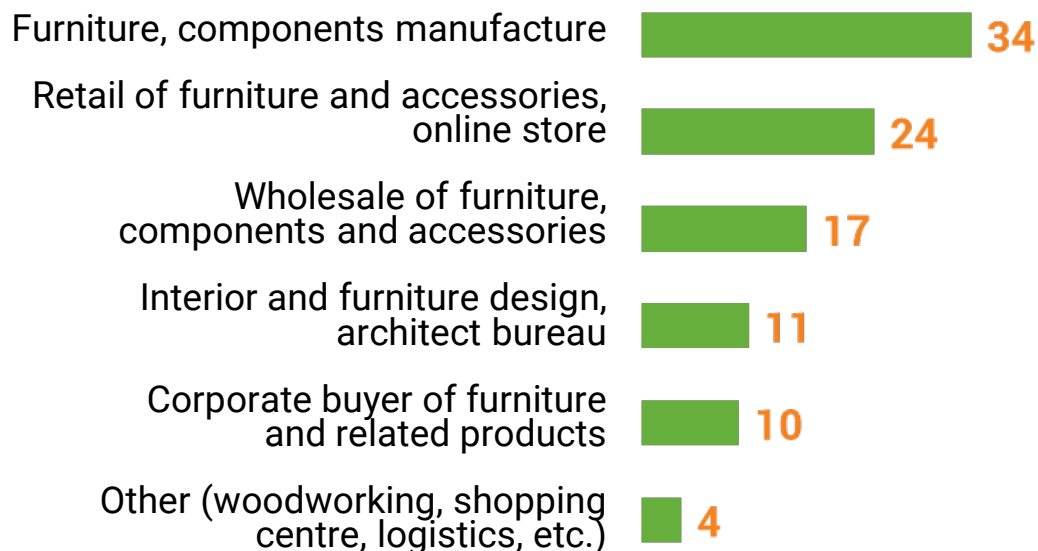 Furniture, components manufacture 34
Retail of furniture and accessories,
online store 24
Wholesale of furniture,
components and accessories 17
Interior and furniture design,
architect bureau 11
Corporate buyer of furniture
and related products 10
Other (woodworking, shopping
centre, logistics, etc.) 4